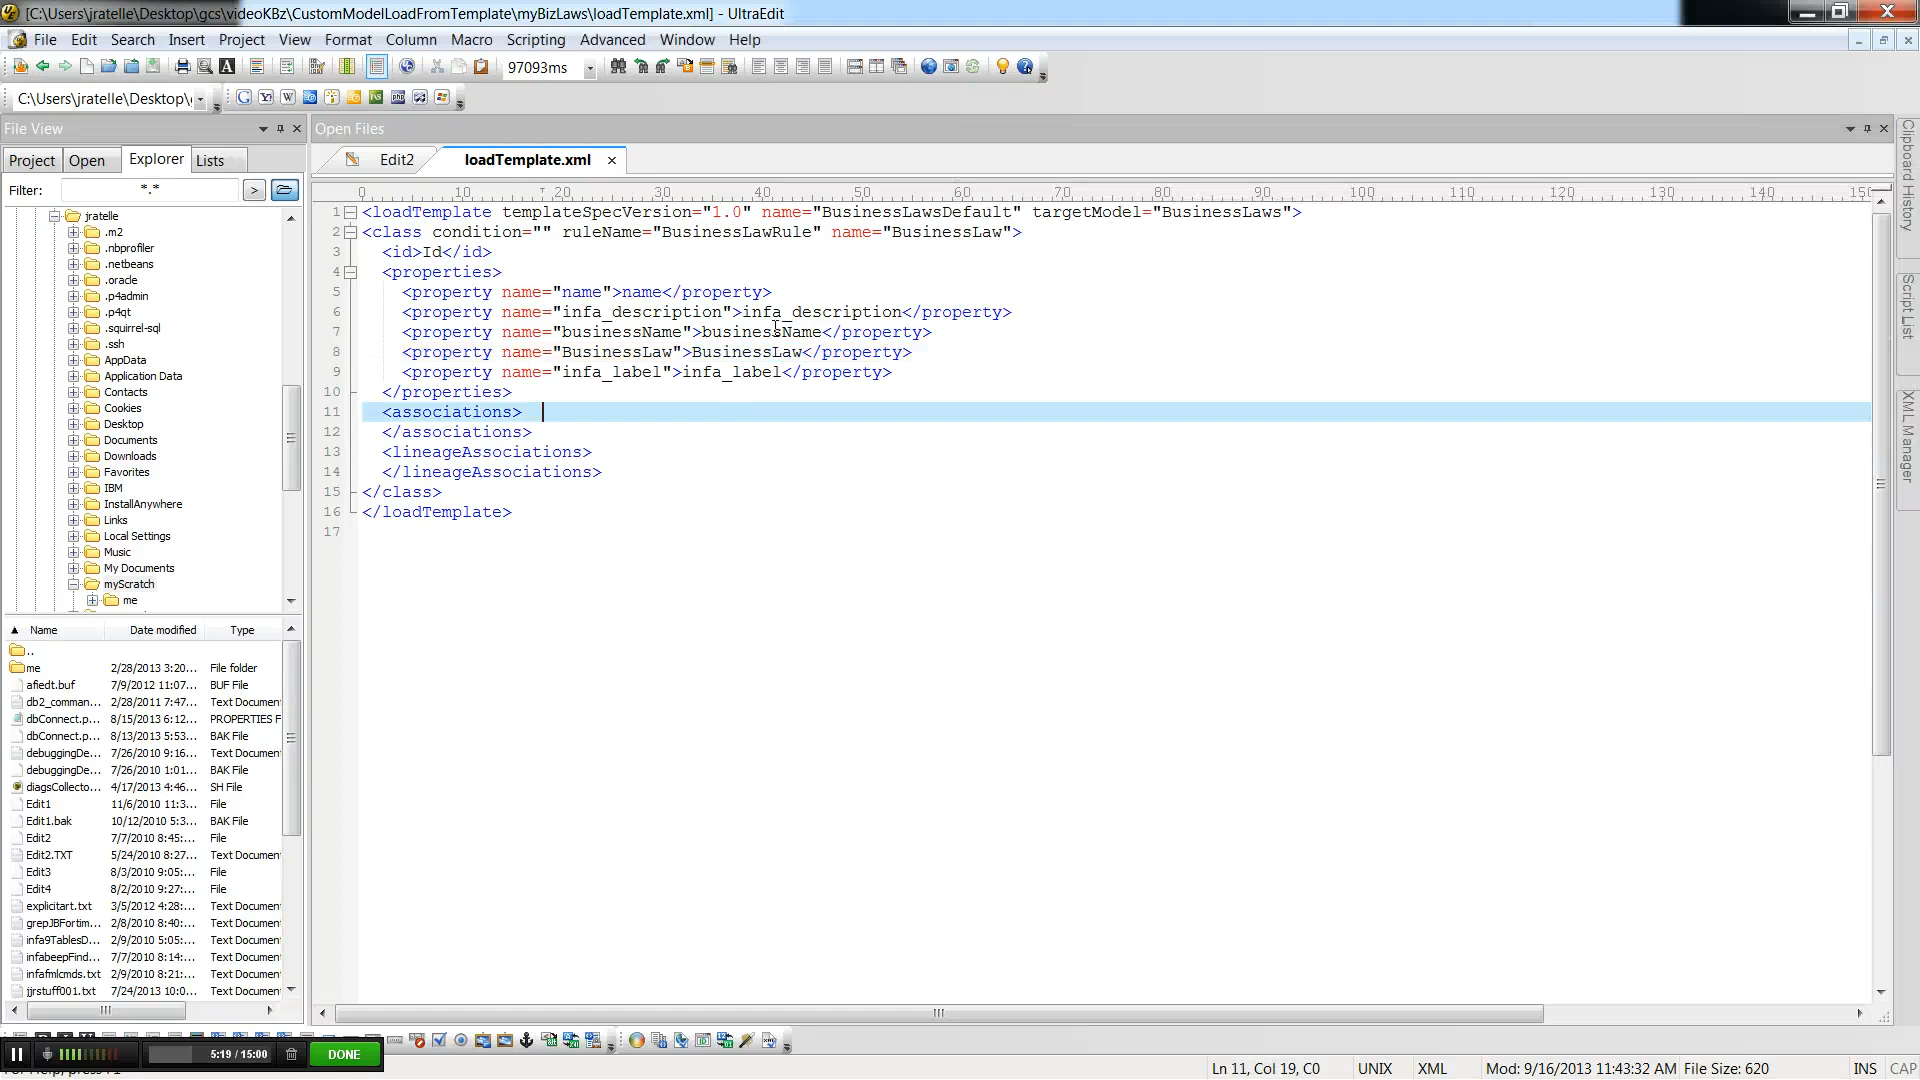 [C:\Users\jratelle\Desktop\gcs\videoKBz\CustomModelLoadFromTemplate\myBizLaws\loadTemplate.xml] - UltraEdit
File Edit Search Insert Project View Format Column Macro Scripting Advanced Window Help
97093ms
C:\Users\jratelle\Desktop\
File View
Open Files
Project Open Explorer Lists
Edit2 loadTemplate.xml
Filter: *.* >
0 10 20 30 40 50 60 70 80 90 100 110 120 130 140 150
1 <loadTemplate templateSpecVersion="1.0" name="BusinessLawsDefault" targetModel="BusinessLaws">
2 <class condition="" ruleName="BusinessLawRule" name="BusinessLaw">
3 <id>Id</id>
4 <properties>
5 <property name="name">name</property>
6 <property name="infa_description">infa_description</property>
7 <property name="businessName">businessName</property>
8 <property name="BusinessLaw">BusinessLaw</property>
9 <property name="infa_label">infa_label</property>
10 </properties>
11 <associations>
12 </associations>
13 <lineageAssociations>
14 </lineageAssociations>
15 </class>
16 </loadTemplate>
17
jratelle
.m2
.nbprofiler
.netbeans
.oracle
.p4admin
.p4qt
.squirrel-sql
.ssh
AppData
Application Data
Contacts
Cookies
Desktop
Documents
Downloads
Favorites
IBM
InstallAnywhere
Links
Local Settings
Music
My Documents
myScratch
me
Name Date modified Type
..
me 2/28/2013 3:20... File folder
afiedt.buf 7/9/2012 11:07... BUF File
db2_comman... 2/28/2011 7:47... Text Documen
dbConnect.p... 8/15/2013 6:12... PROPERTIES F
dbConnect.p... 8/13/2013 5:53... BAK File
debuggingDe... 7/26/2010 9:16... Text Documen
debuggingDe... 7/26/2010 1:01... BAK File
diagsCollecto... 4/17/2013 4:46... SH File
Edit1 11/6/2010 11:3... File
Edit1.bak 10/12/2010 5:3... BAK File
Edit2 7/7/2010 8:45:... File
Edit2.TXT 5/24/2010 8:27... Text Documen
Edit3 8/3/2010 9:05:... File
Edit4 8/2/2010 9:27:... File
explicitart.txt 3/5/2012 4:28:... Text Documen
grepJBFortim... 2/8/2010 8:40:... Text Documen
infa9TablesD... 2/9/2010 5:05:... Text Documen
infabeepFind... 7/7/2010 8:14:... Text Documen
infafmlcmds.txt 2/9/2010 8:21:... Text Documen
jjrstuff001.txt 7/24/2013 10:0... Text Documen
Clipboard History
Script List
XML Manager
5:19 / 15:00 DONE
Ln 11, Col 19, C0 UNIX XML Mod: 9/16/2013 11:43:32 AM File Size: 620 INS CAP